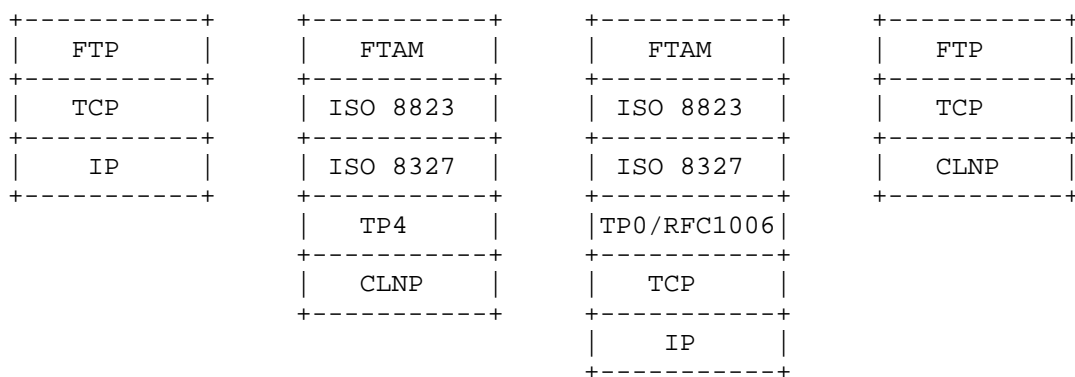 FTP FTAM FTAM FTP
TCP ISO 8823 ISO 8823 TCP
IP ISO 8327 ISO 8327 CLNP
TP4 TP0/RFC1006
CLNP TCP
IP